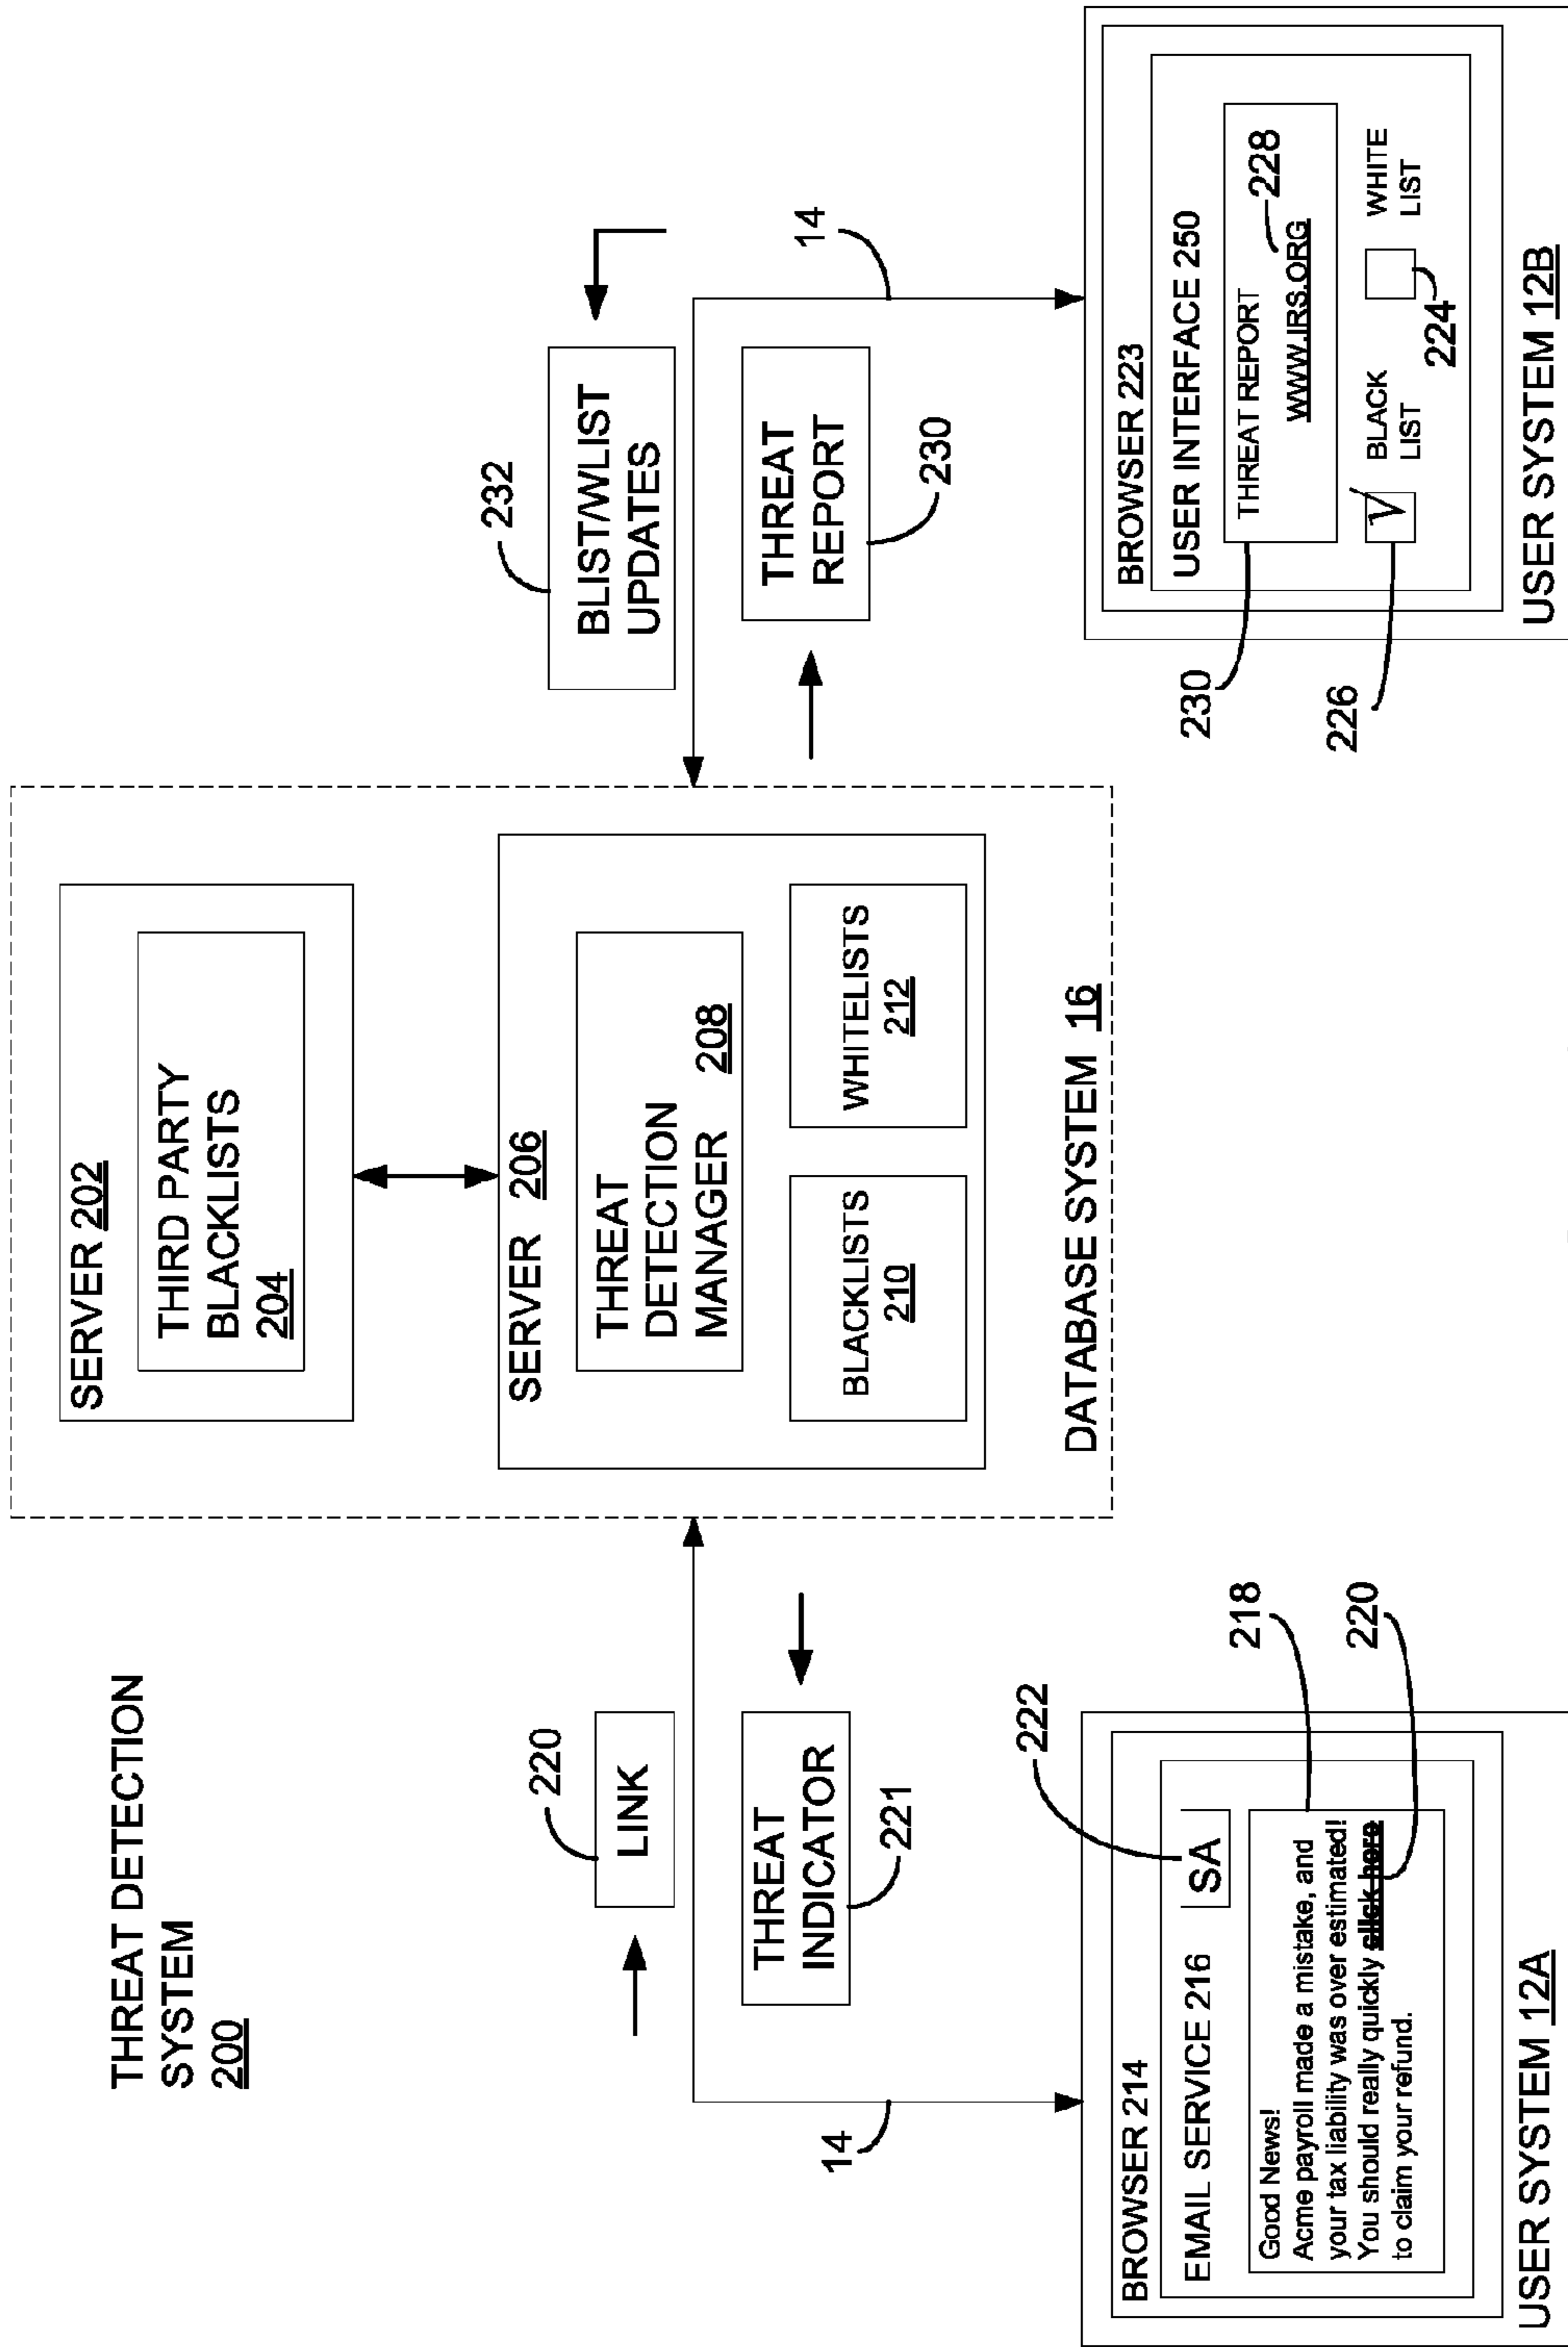 THREAT DETECTION
SYSTEM
200
SERVER 202
THIRD PARTY
BLACKLISTS
204
SERVER 206
THREAT
DETECTION
MANAGER 208
BLACKLISTS
210
WHITELISTS
212
DATABASE SYSTEM 16
220
LINK
THREAT
INDICATOR
221
14
222
BROWSER 214
EMAIL SERVICE 216
SA
Good News!
Acme payroll made a mistake, and
your tax liability was over estimated!
You should really quickly click here
to claim your refund.
218
220
USER SYSTEM 12A
232
BLIST/WLIST
UPDATES
THREAT
REPORT
230
14
BROWSER 223
USER INTERFACE 250
THREAT REPORT
228
WWW.IRS.ORG
230
226
V
BLACK
LIST
224
WHITE
LIST
USER SYSTEM 12B